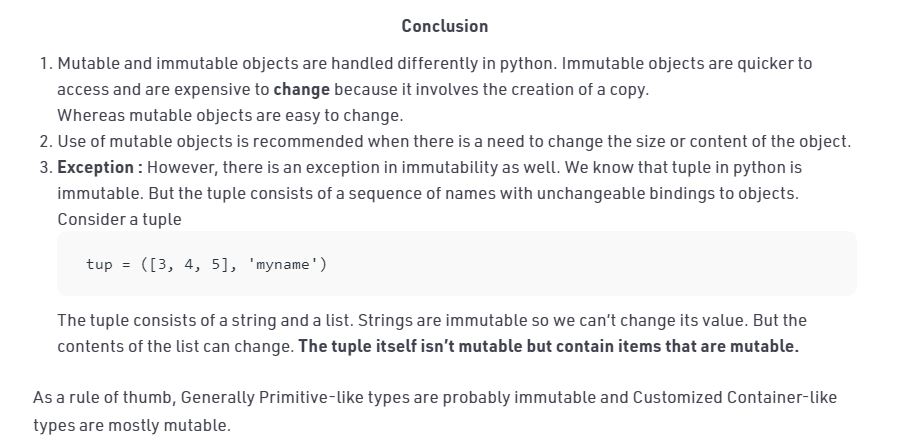 Conclusion
1. Mutable and immutable objects are handled differently in python. Immutable objects are quicker to
access and are expensive to change because it involves the creation of a copy.
Whereas mutable objects are easy to change.
2. Use of mutable objects is recommended when there is a need to change the size or content of the object.
3. Exception : However, there is an exception in immutability as well. We know that tuple in python is
immutable. But the tuple consists of a sequence of names with unchangeable bindings to objects.
Consider a tuple
tup = ([3, 4, 5], 'myname')
The tuple consists of a string and a list. Strings are immutable so we can’t change its value. But the
contents of the list can change. The tuple itself isn’t mutable but contain items that are mutable.
As a rule of thumb, Generally Primitive-like types are probably immutable and Customized Container-like
types are mostly mutable.